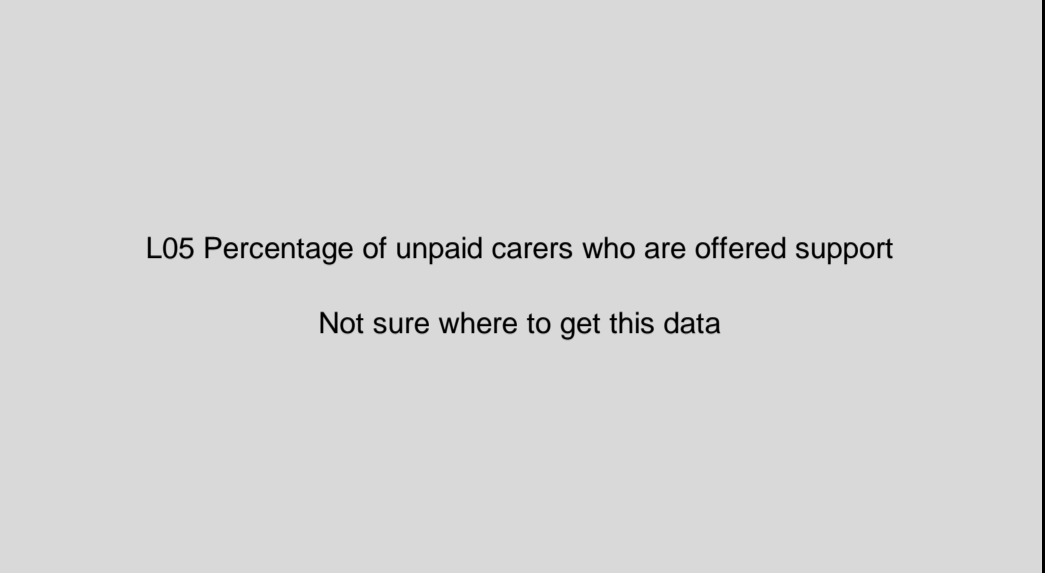 L05 Percentage of unpaid carers who are offered support
Not sure where to get this data